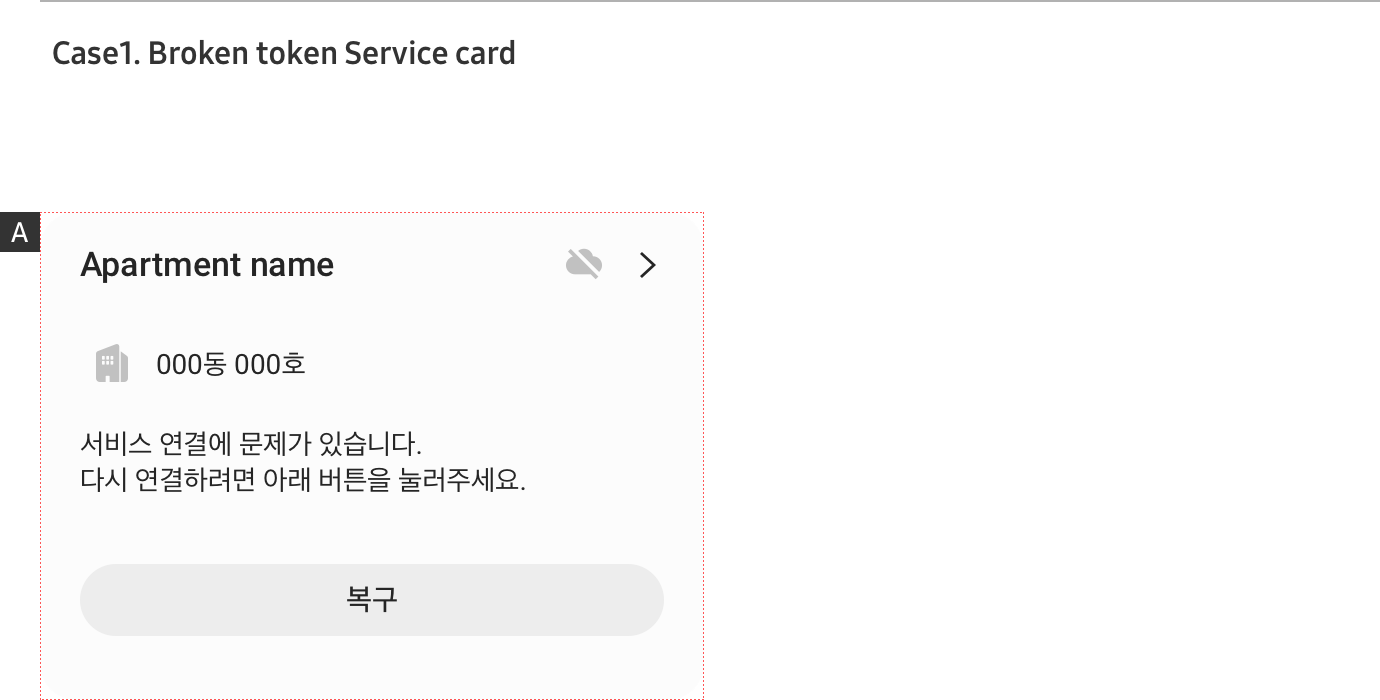 Case1. Broken token Service card
A
Apartment name
000동 000호
서비스 연결에 문제가 있습니다.
다시 연결하려면 아래 버튼을 눌러주세요.
복구